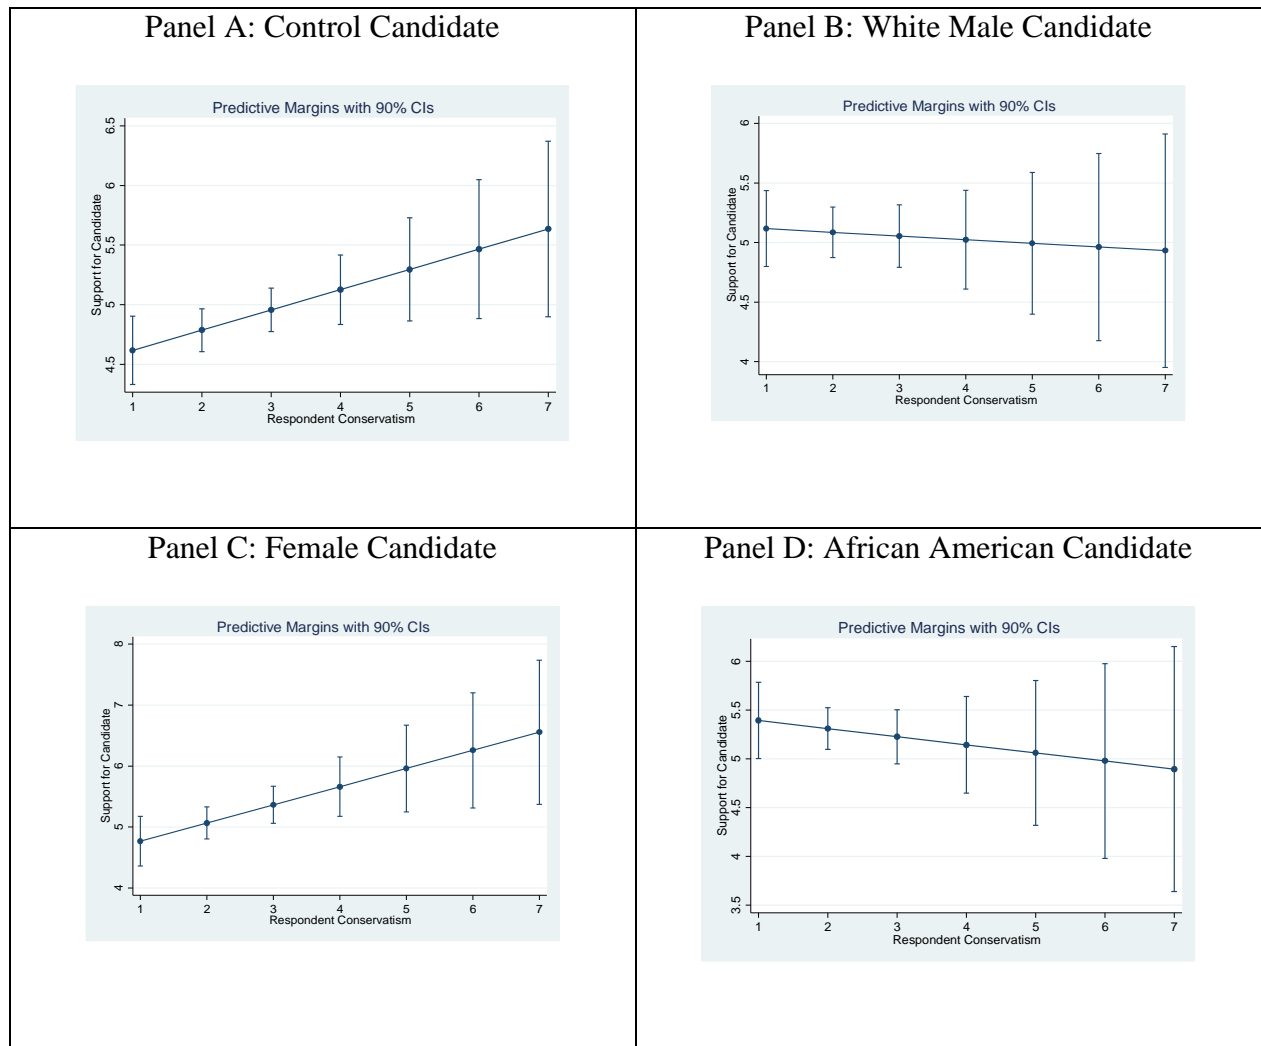 Panel A: Control Candidate
Predictive Margins with 90% CIs
Support for Candidate
6.5
6
5.5
5
4.5
1 2 3 4 5 6 7
Respondent Conservatism
Panel B: White Male Candidate
Predictive Margins with 90% CIs
Support for Candidate
6
5.5
5
4.5
4
1 2 3 4 5 6 7
Respondent Conservatism
Panel C: Female Candidate
Predictive Margins with 90% CIs
Support for Candidate
8
7
6
5
4
1 2 3 4 5 6 7
Respondent Conservatism
Panel D: African American Candidate
Predictive Margins with 90% CIs
Support for Candidate
6
5.5
5
4.5
4
3.5
1 2 3 4 5 6 7
Respondent Conservatism